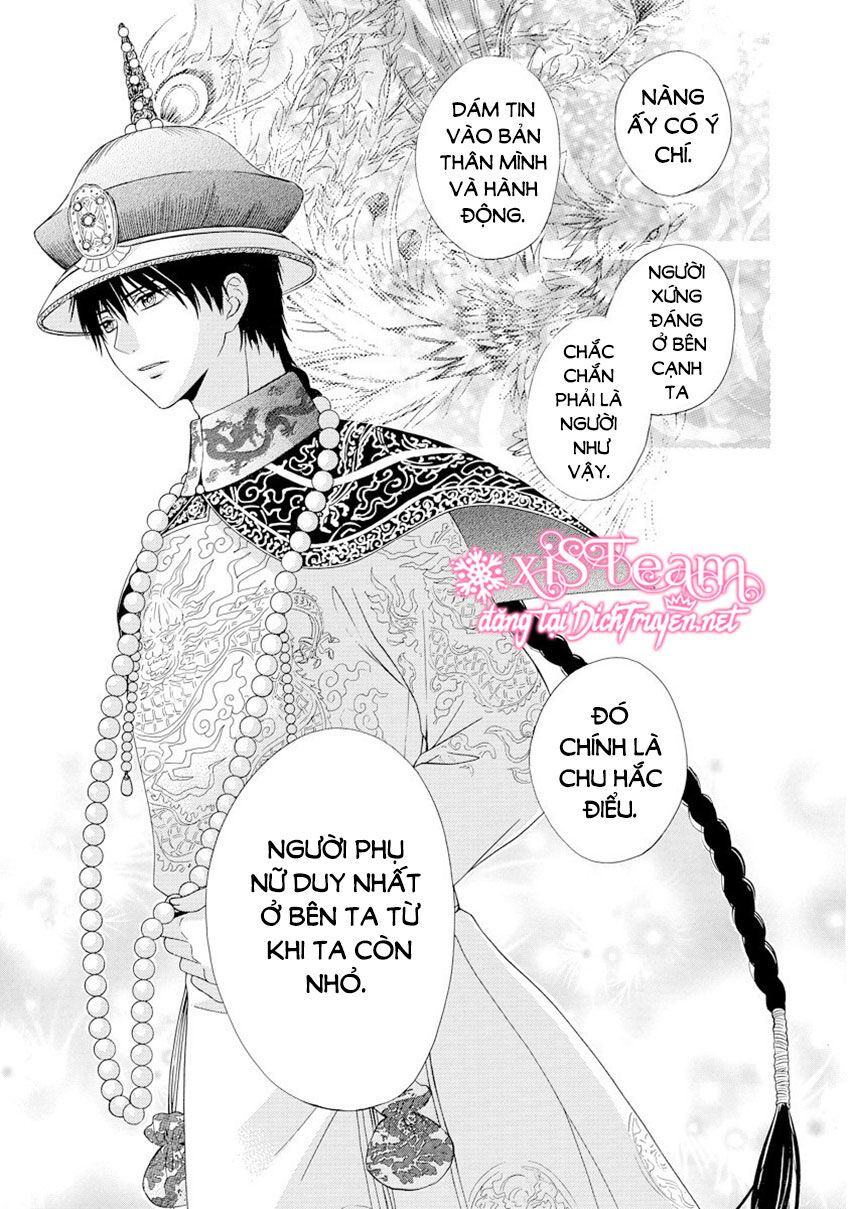 NÀNG
ẤY CÓ Ý
CHÍ.
DÁM TIN
VÀO BẢN
THÂN MÌNH
VÀ HÀNH
ĐỘNG.
NGƯỜI
XỨNG
ĐÁNG
Ở BÊN
CẠNH TA
CHẮC
CHẮN
PHẢI LÀ
NGƯỜI
NHƯ
VẬY.
xiSTeam
đăng tại DichTruyen.net
ĐÓ
CHÍNH LÀ
CHU HẮC
ĐIỂU.
NGƯỜI PHỤ
NỮ DUY NHẤT
Ở BÊN TA TỪ
KHI TA CÒN
NHỎ.